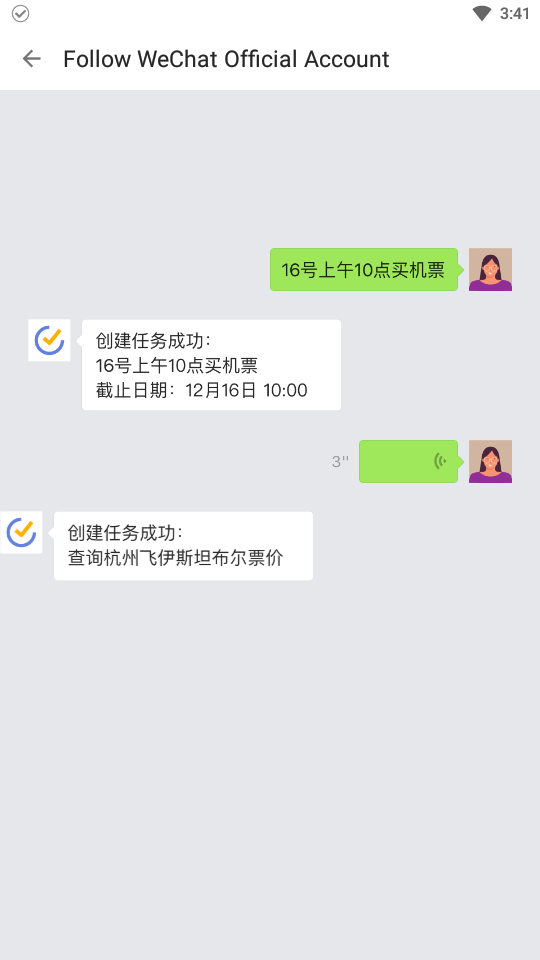 3:41
Follow WeChat Official Account
16号上午10点买机票
创建任务成功：
16号上午10点买机票
截止日期：12月16日 10:00
3"
创建任务成功：
查询杭州飞伊斯坦布尔票价